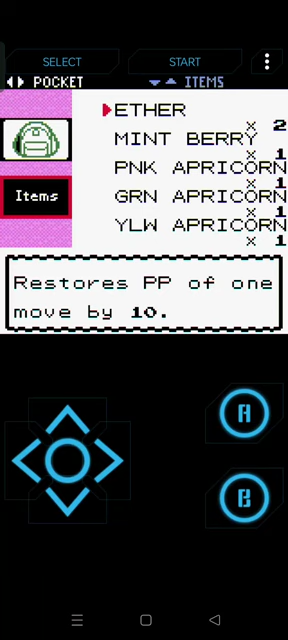 SELECT START
POCKET ITEMS
ETHER
× 2
MINT BERRY
× 1
PNK APRICORN
× 1
GRN APRICORN
× 1
YLW APRICORN
× 1
Items
Restores PP of one
move by 10.
A
B